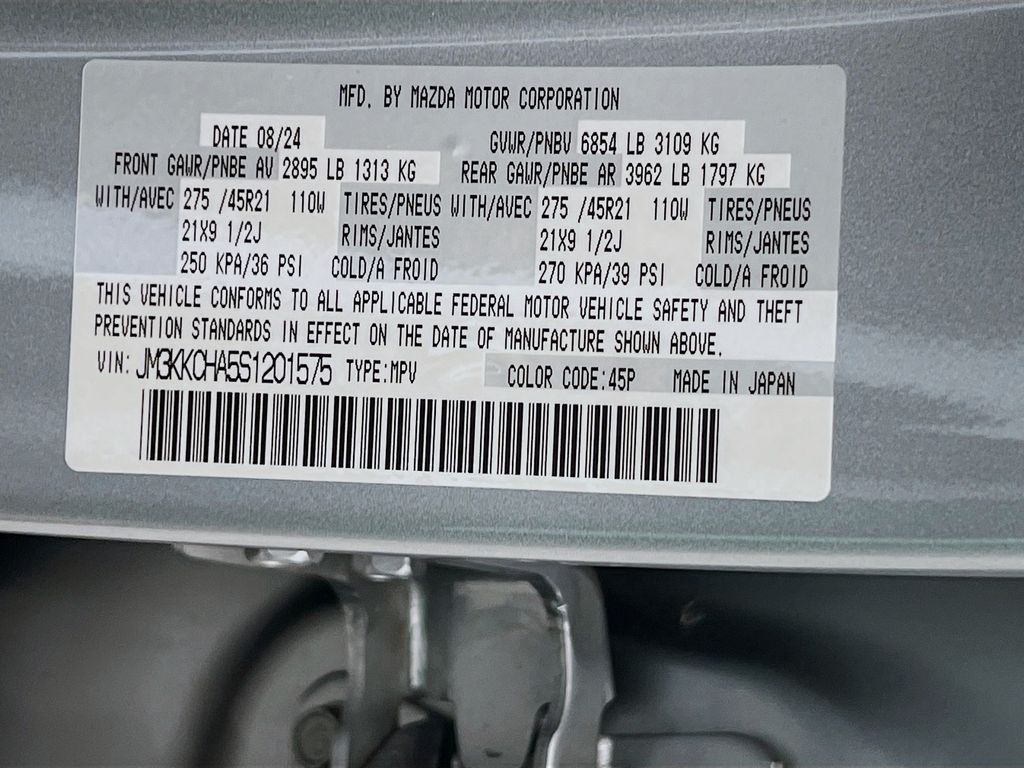 MFD. BY MAZDA MOTOR CORPORATION
DATE 08/24 GVWR/PNBV 6854 LB 3109 KG
FRONT GAWR/PNBE AV 2895 LB 1313 KG REAR GAWR/PNBE AR 3962 LB 1797 KG
WITH/AVEC 275 /45R21 110W TIRES/PNEUS WITH/AVEC 275 /45R21 110W TIRES/PNEUS
21X9 1/2J RIMS/JANTES 21X9 1/2J RIMS/JANTES
250 KPA/36 PSI COLD/A FROID 270 KPA/39 PSI COLD/A FROID
THIS VEHICLE CONFORMS TO ALL APPLICABLE FEDERAL MOTOR VEHICLE SAFETY AND THEFT
PREVENTION STANDARDS IN EFFECT ON THE DATE OF MANUFACTURE SHOWN ABOVE.
VIN: JM3KKCHA5S1201575 TYPE:MPV COLOR CODE:45P MADE IN JAPAN